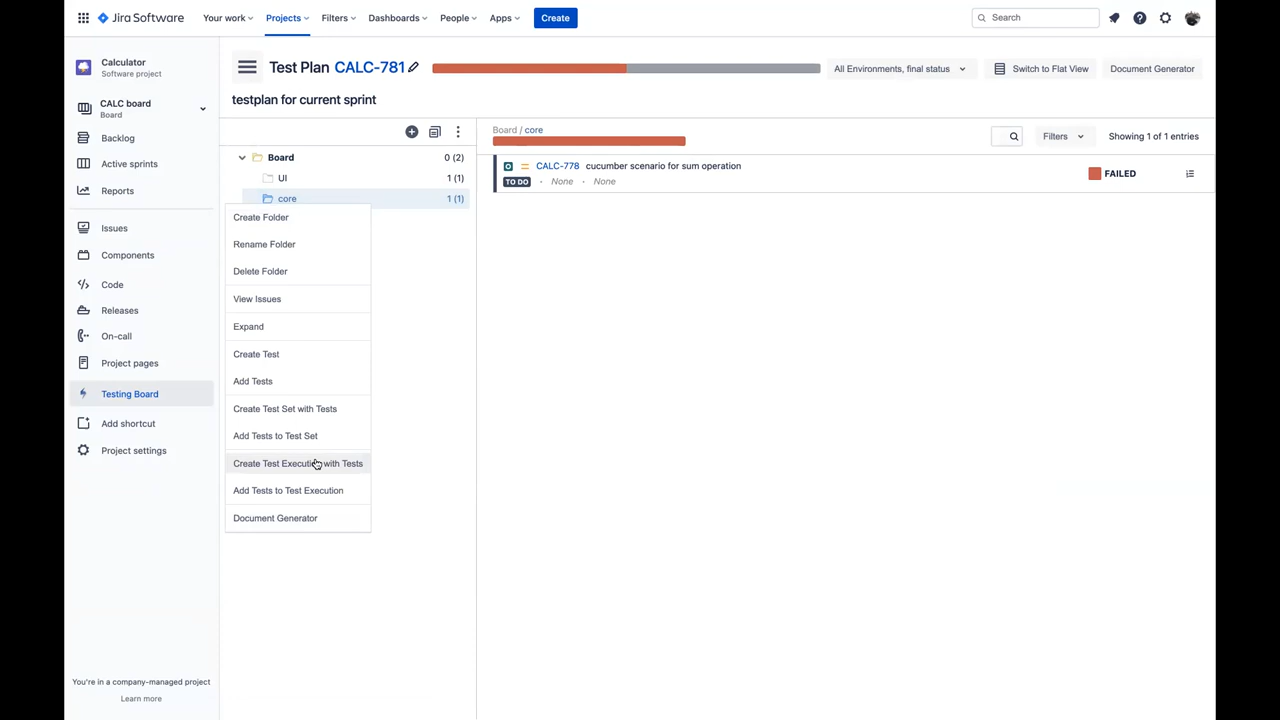 Jira Software
Your work
Projects
Filters
Dashboards
People
Apps
Create
Search
Calculator
Software project
CALC board
Board
Backlog
Active sprints
Reports
Issues
Components
Code
Releases
On-call
Project pages
Testing Board
Add shortcut
Project settings
You're in a company-managed project
Learn more
Test Plan CALC-781
All Environments, final status
Switch to Flat View
Document Generator
testplan for current sprint
Board 0 (2)
UI 1 (1)
core 1 (1)
Create Folder
Rename Folder
Delete Folder
View Issues
Expand
Create Test
Add Tests
Create Test Set with Tests
Add Tests to Test Set
Create Test Execution with Tests
Add Tests to Test Execution
Document Generator
Board / core
Filters
Showing 1 of 1 entries
CALC-778 cucumber scenario for sum operation
TO DO · None · None
FAILED